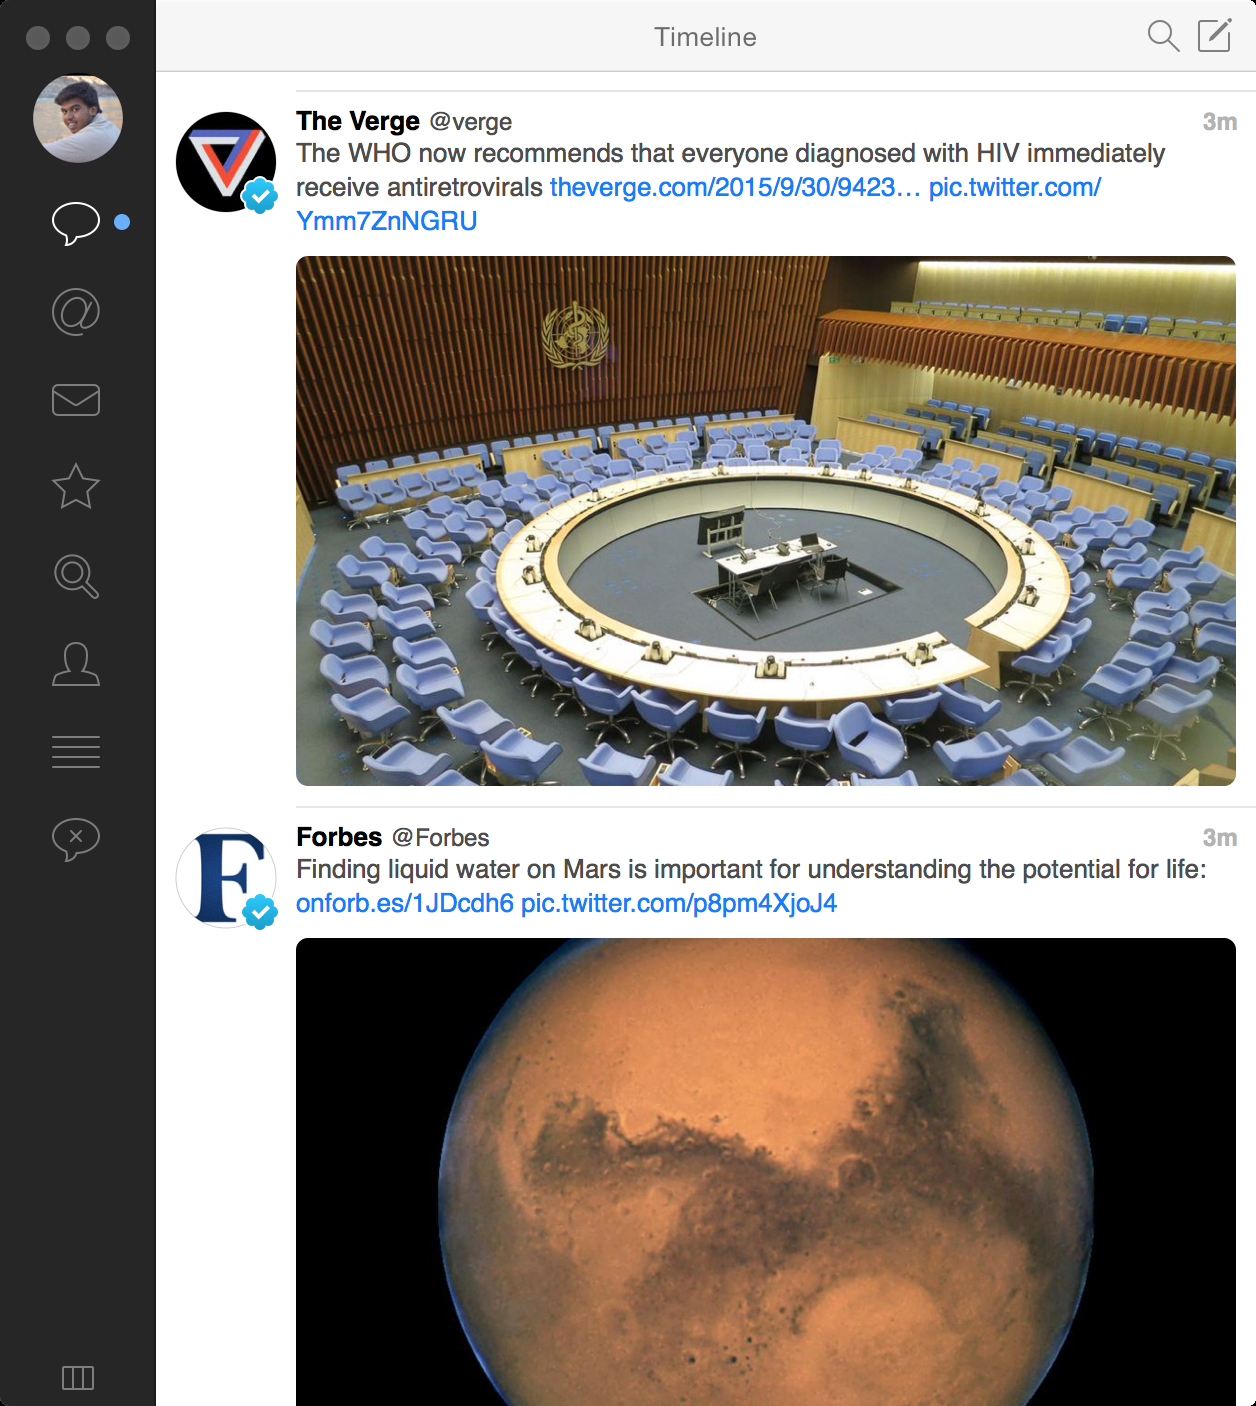 Timeline
The Verge @verge 3m
The WHO now recommends that everyone diagnosed with HIV immediately
receive antiretrovirals theverge.com/2015/9/30/9423… pic.twitter.com/
Ymm7ZnNGRU
Forbes @Forbes 3m
Finding liquid water on Mars is important for understanding the potential for life:
onforb.es/1JDcdh6 pic.twitter.com/p8pm4XjoJ4
F